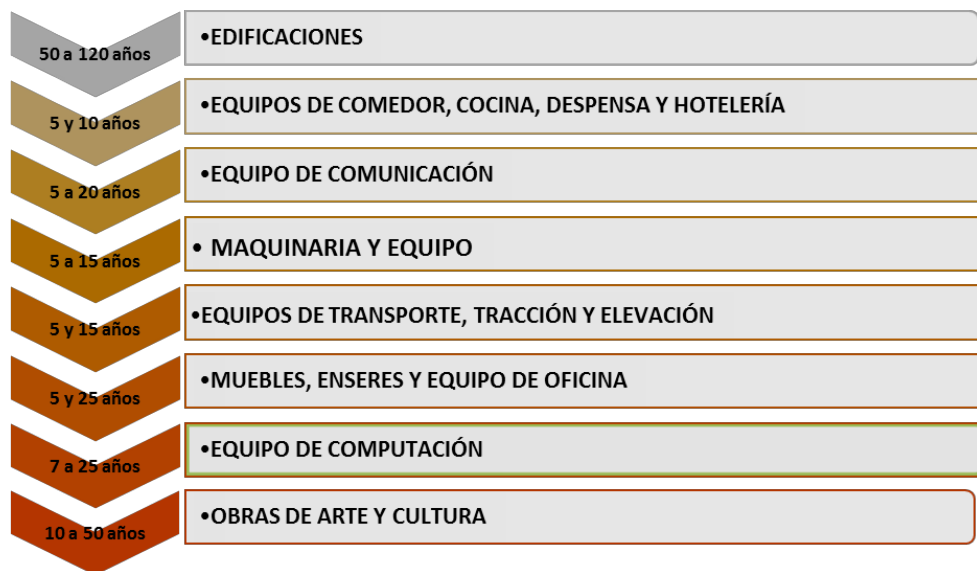 50 a 120 años
•EDIFICACIONES
5 y 10 años
•EQUIPOS DE COMEDOR, COCINA, DESPENSA Y HOTELERÍA
5 a 20 años
•EQUIPO DE COMUNICACIÓN
5 a 15 años
• MAQUINARIA Y EQUIPO
5 y 15 años
•EQUIPOS DE TRANSPORTE, TRACCIÓN Y ELEVACIÓN
5 y 25 años
•MUEBLES, ENSERES Y EQUIPO DE OFICINA
7 a 25 años
•EQUIPO DE COMPUTACIÓN
10 a 50 años
•OBRAS DE ARTE Y CULTURA